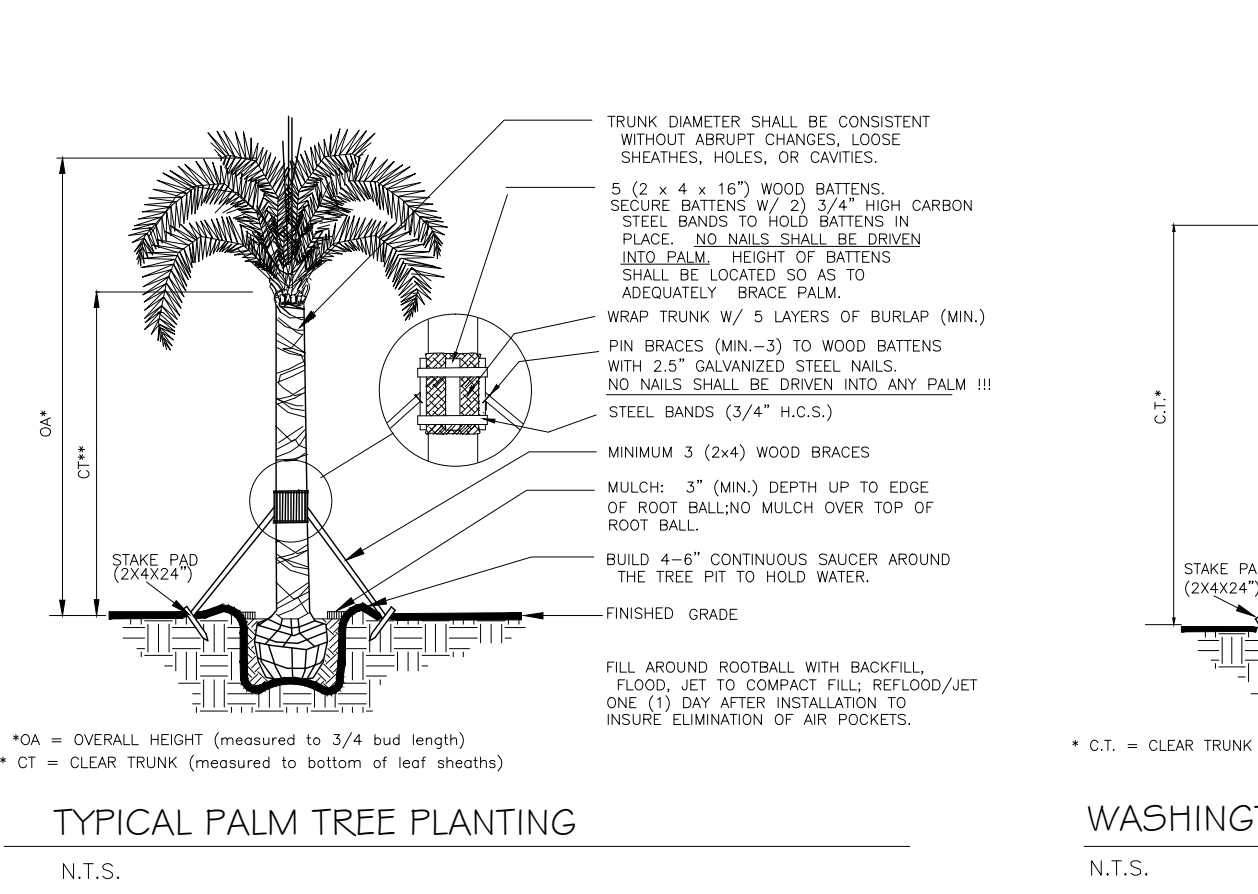 TRUNK DIAMETER SHALL BE CONSISTENT
WITHOUT ABRUPT CHANGES, LOOSE
SHEATHES, HOLES, OR CAVITIES.
5 (2 x 4 x 16") WOOD BATTENS.
SECURE BATTENS W/ 2) 3/4" HIGH CARBON
STEEL BANDS TO HOLD BATTENS IN
PLACE. NO NAILS SHALL BE DRIVEN
INTO PALM. HEIGHT OF BATTENS
SHALL BE LOCATED SO AS TO
ADEQUATELY BRACE PALM.
WRAP TRUNK W/ 5 LAYERS OF BURLAP (MIN.)
PIN BRACES (MIN.-3) TO WOOD BATTENS
WITH 2.5" GALVANIZED STEEL NAILS.
NO NAILS SHALL BE DRIVEN INTO ANY PALM !!!
STEEL BANDS (3/4" H.C.S.)
MINIMUM 3 (2x4) WOOD BRACES
MULCH: 3" (MIN.) DEPTH UP TO EDGE
OF ROOT BALL;NO MULCH OVER TOP OF
ROOT BALL.
BUILD 4-6" CONTINUOUS SAUCER AROUND
THE TREE PIT TO HOLD WATER.
FINISHED GRADE
FILL AROUND ROOTBALL WITH BACKFILL,
FLOOD, JET TO COMPACT FILL; REFLOOD/JET
ONE (1) DAY AFTER INSTALLATION TO
INSURE ELIMINATION OF AIR POCKETS.
OA*
CT**
STAKE PAD
(2X4X24")
*OA = OVERALL HEIGHT (measured to 3/4 bud length)
* CT = CLEAR TRUNK (measured to bottom of leaf sheaths)
TYPICAL PALM TREE PLANTING
N.T.S.
C.T.*
STAKE PA
(2X4X24")
* C.T. = CLEAR TRUNK
WASHINGT
N.T.S.